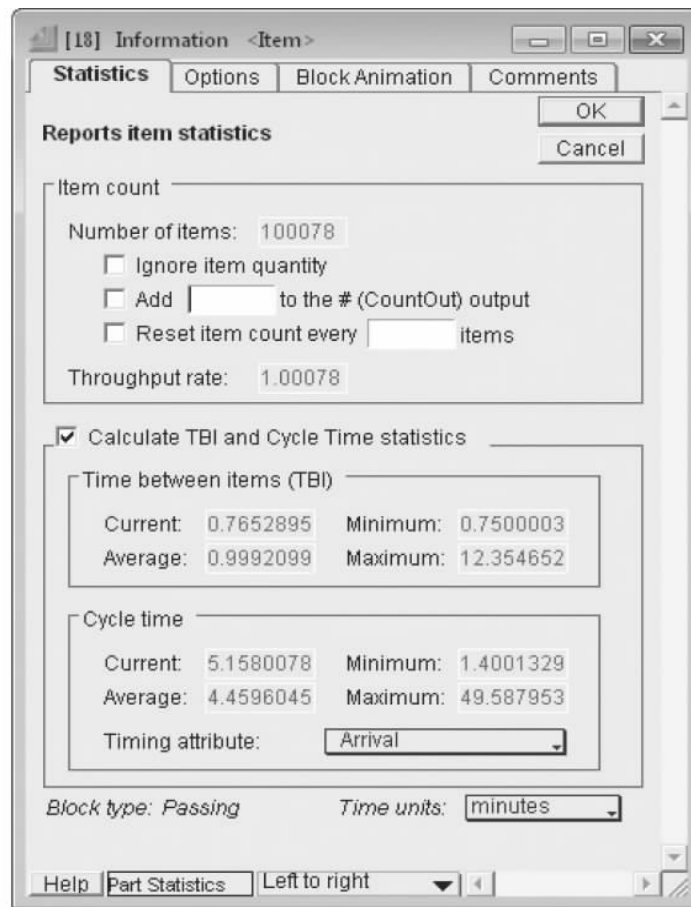 [18] Information <Item>
Statistics Options Block Animation Comments
OK
Reports item statistics
Cancel
Item count
Number of items: 100078
Ignore item quantity
Add to the # (CountOut) output
Reset item count every items
Throughput rate: 1.00078
Calculate TBI and Cycle Time statistics
Time between items (TBI)
Current: 0.7652895 Minimum: 0.7500003
Average: 0.9992099 Maximum: 12.354652
Cycle time
Current: 5.1580078 Minimum: 1.4001329
Average: 4.4596045 Maximum: 49.587953
Timing attribute: Arrival
Block type: Passing Time units: minutes
Help Part Statistics Left to right